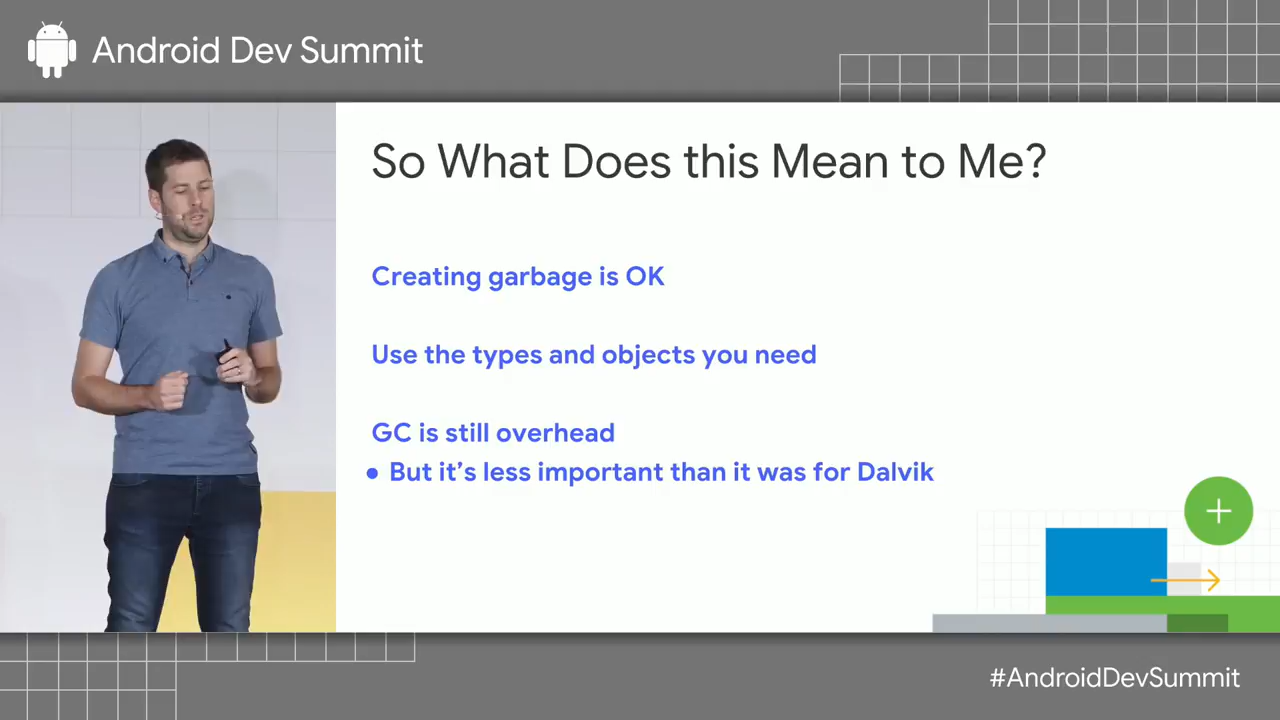 Android Dev Summit
So What Does this Mean to Me?
Creating garbage is OK
Use the types and objects you need
GC is still overhead
• But it's less important than it was for Dalvik
#AndroidDevSummit